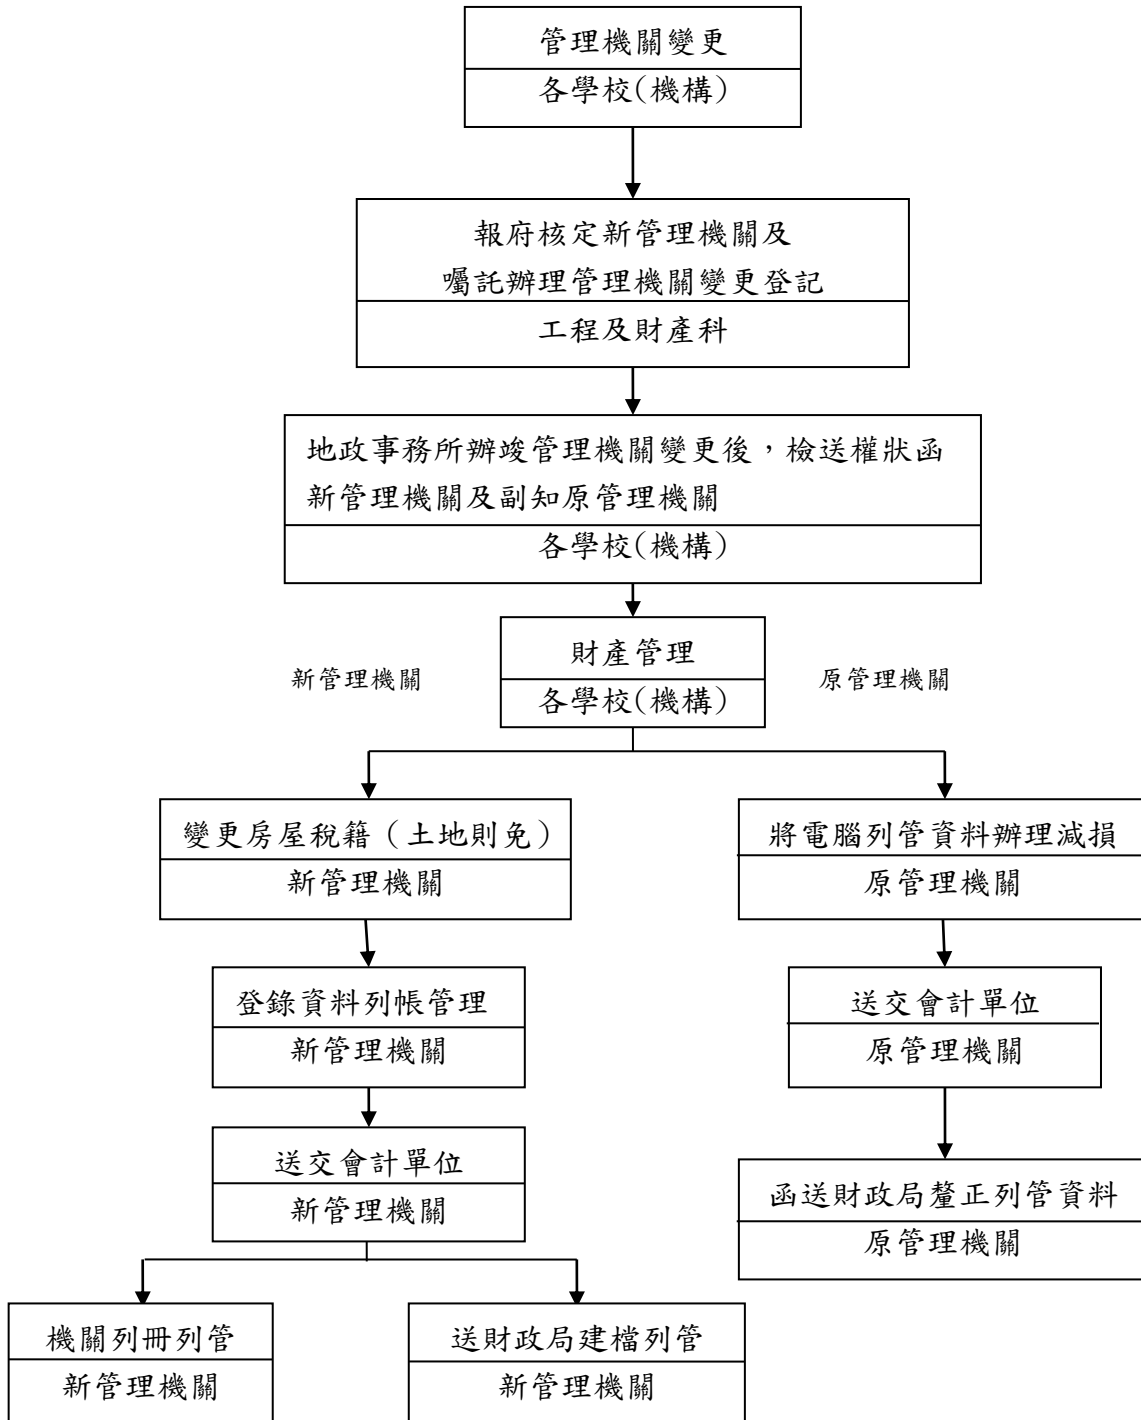 管理機關變更
各學校(機構)
報府核定新管理機關及
囑託辦理管理機關變更登記
工程及財產科
地政事務所辦竣管理機關變更後，檢送權狀函
新管理機關及副知原管理機關
各學校(機構)
財產管理
各學校(機構)
新管理機關
原管理機關
變更房屋稅籍（土地則免）
新管理機關
將電腦列管資料辦理減損
原管理機關
登錄資料列帳管理
新管理機關
送交會計單位
原管理機關
送交會計單位
新管理機關
函送財政局釐正列管資料
原管理機關
機關列冊列管
新管理機關
送財政局建檔列管
新管理機關